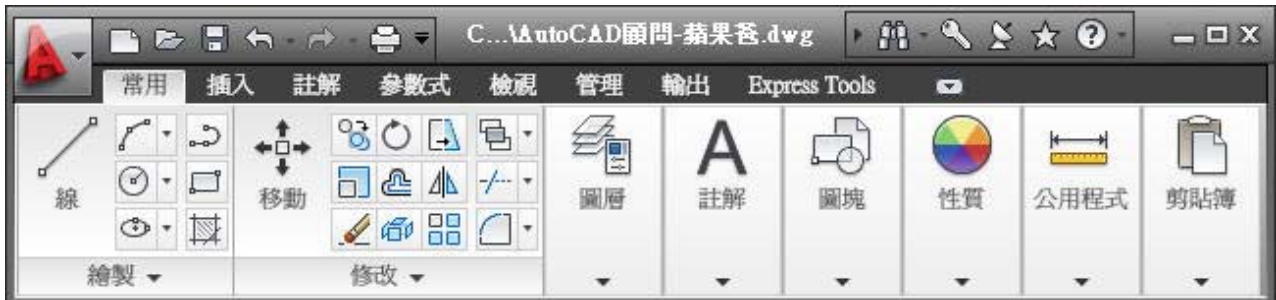 C...\AutoCAD顧問-蘋果爸.dwg
常用 插入 註解 參數式 檢視 管理 輸出 Express Tools
線 移動 圖層 註解 圖塊 性質 公用程式 剪貼簿
繪製 修改